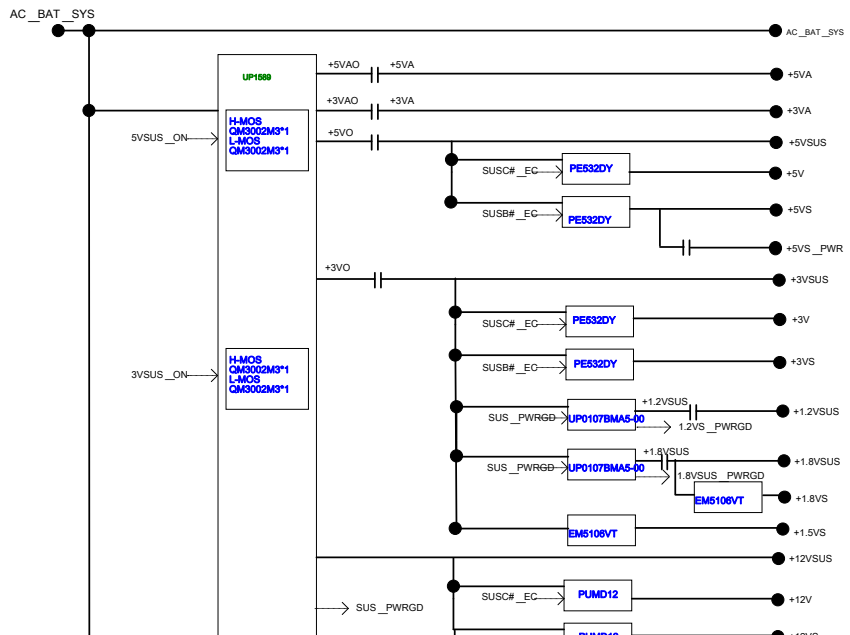 AC _BAT _SYS
AC _BAT _SYS
UP1589
+5VAO +5VA
+5VA
+3VAO +3VA
+3VA
H-MOS
QM3002M3*1
L-MOS
QM3002M3*1
5VSUS _ON
+5VO
+5VSUS
SUSC# _EC
PE532DY
+5V
SUSB# _EC
PE532DY
+5VS
+5VS _PWR
+3VO
+3VSUS
SUSC# _EC
PE532DY
+3V
SUSB# _EC
PE532DY
+3VS
H-MOS
QM3002M3*1
L-MOS
QM3002M3*1
3VSUS _ON
SUS _PWRGD
UP0107BMA5-00
+1.2VSUS
+1.2VSUS
1.2VS _PWRGD
SUS _PWRGD
UP0107BMA5-00
+1.8VSUS
+1.8VSUS
1.8VSUS _PWRGD
EM5106VT
+1.8VS
EM5106VT
+1.5VS
+12VSUS
SUSC# _EC
PUMD12
+12V
SUS _PWRGD